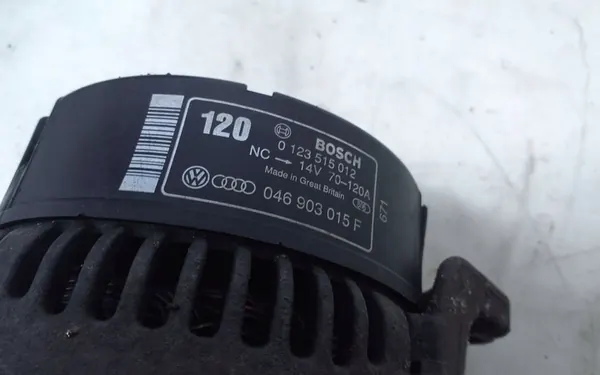 120
BOSCH
0 123 515 012
NC → 14V 70-120A
Made in Great Britain
046 903 015 F
671